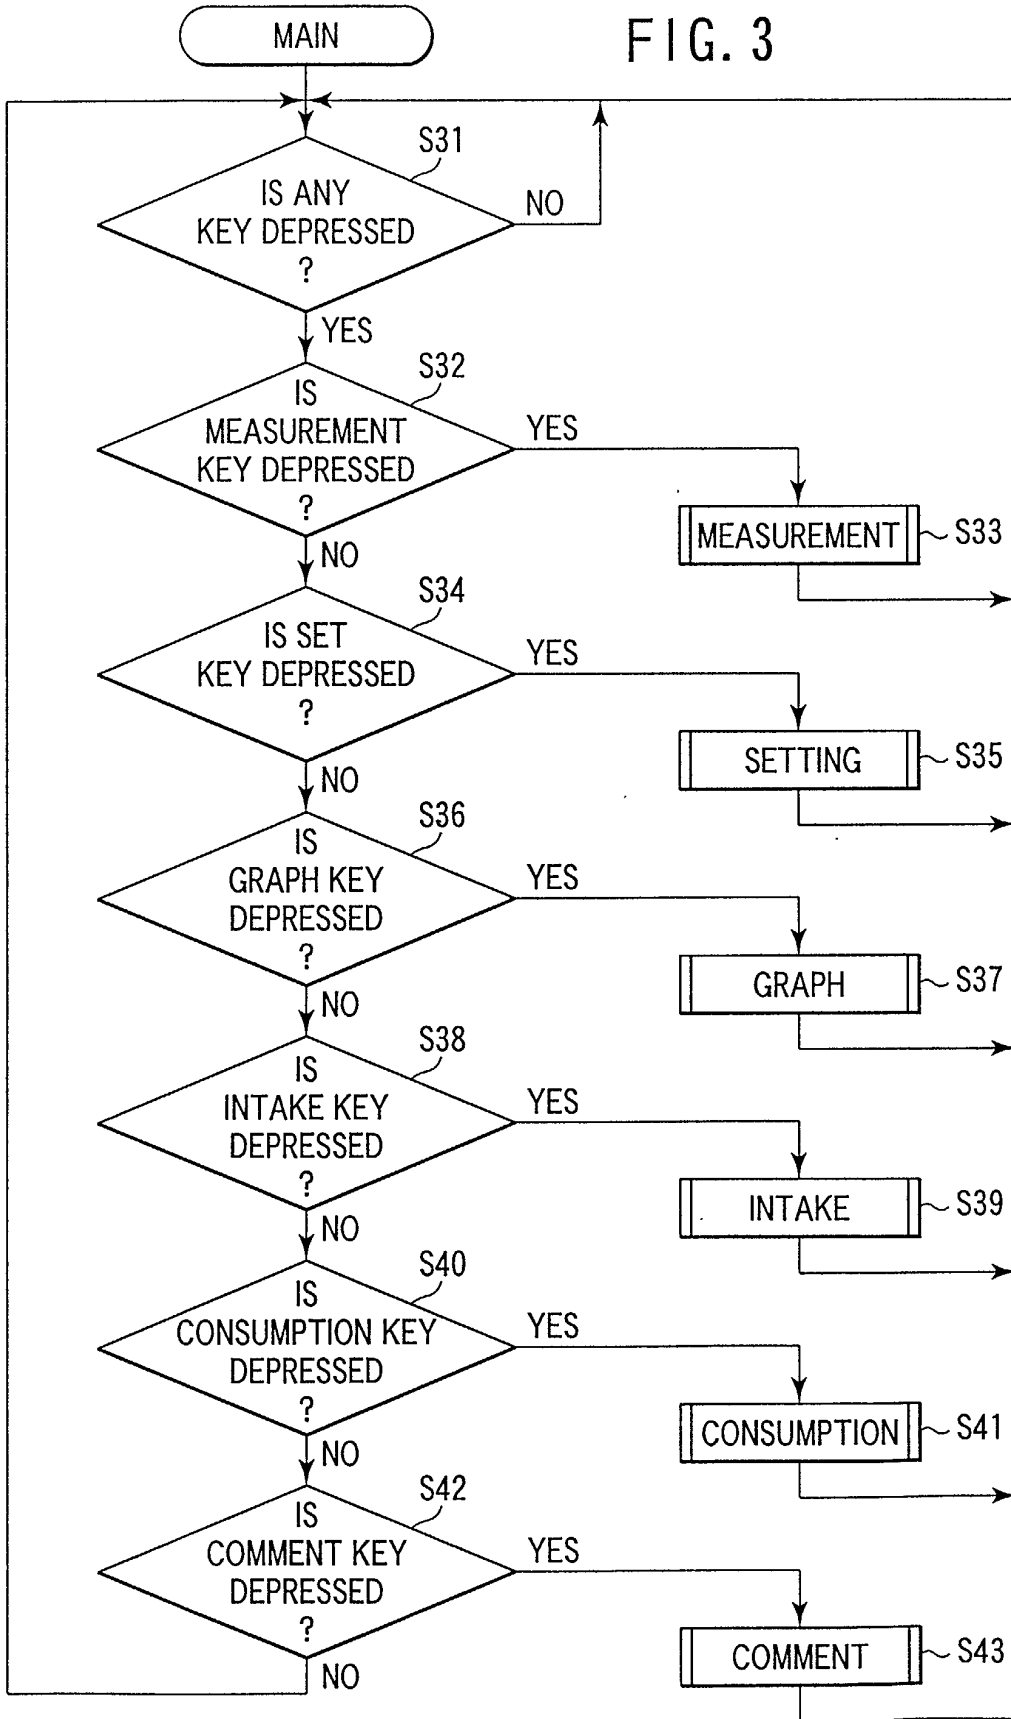 MAIN
FIG. 3
S31
IS ANY
KEY DEPRESSED
?
NO
YES
S32
IS
MEASUREMENT
KEY DEPRESSED
?
YES
MEASUREMENT
S33
NO
S34
IS SET
KEY DEPRESSED
?
YES
SETTING
S35
NO
S36
IS
GRAPH KEY
DEPRESSED
?
YES
GRAPH
S37
NO
S38
IS
INTAKE KEY
DEPRESSED
?
YES
INTAKE
S39
NO
S40
IS
CONSUMPTION KEY
DEPRESSED
?
YES
CONSUMPTION
S41
NO
S42
IS
COMMENT KEY
DEPRESSED
?
YES
COMMENT
S43
NO